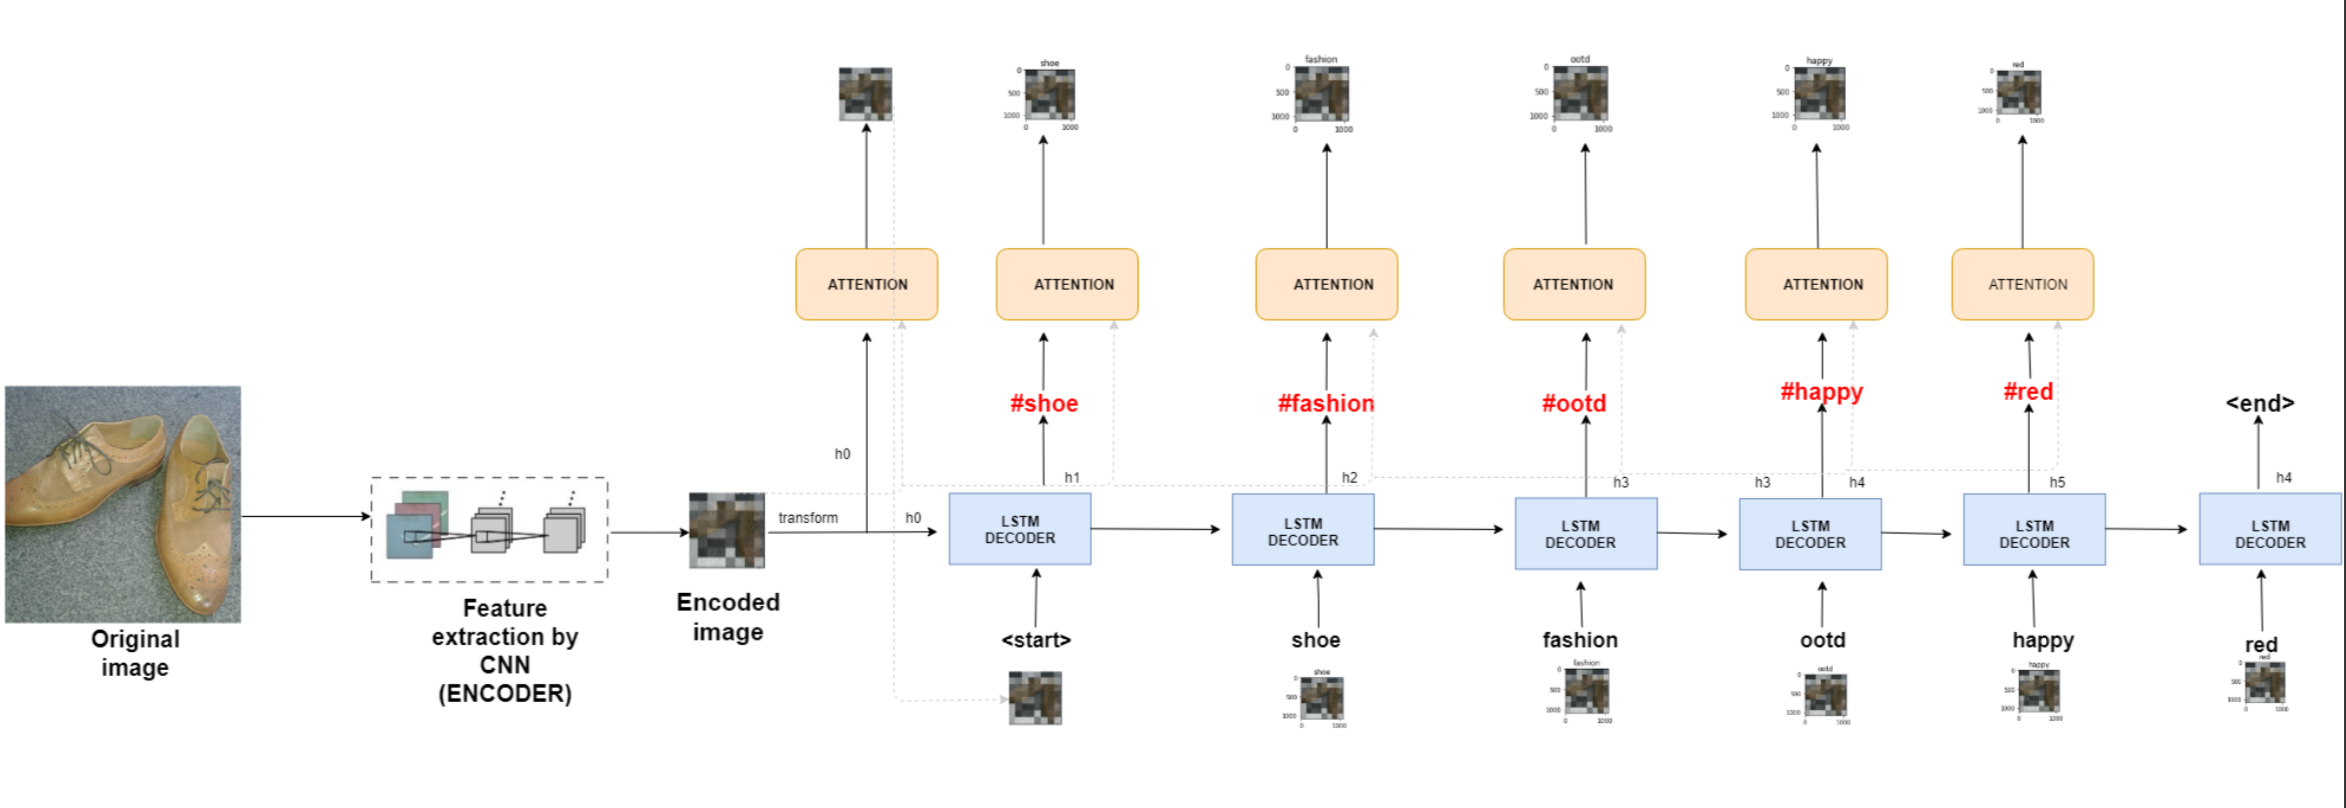 shoe
0
500
1000
0 1000
fashion
0
500
1000
0 1000
ootd
0
500
1000
0 1000
happy
0
500
1000
0 1000
red
0
500
1000
0 1000
ATTENTION
ATTENTION
ATTENTION
ATTENTION
ATTENTION
ATTENTION
#shoe
#fashion
#ootd
#happy
#red
<end>
h0
h1
h2
h3
h3
h4
h5
h4
transform
h0
LSTM
DECODER
LSTM
DECODER
LSTM
DECODER
LSTM
DECODER
LSTM
DECODER
LSTM
DECODER
Original
image
Feature
extraction by
CNN
(ENCODER)
Encoded
image
<start>
shoe
fashion
ootd
happy
red
shoe
0
500
1000
0 1000
fashion
0
500
1000
0 1000
ootd
0
500
1000
0 1000
happy
0
500
1000
0 1000
red
0
500
1000
0 1000